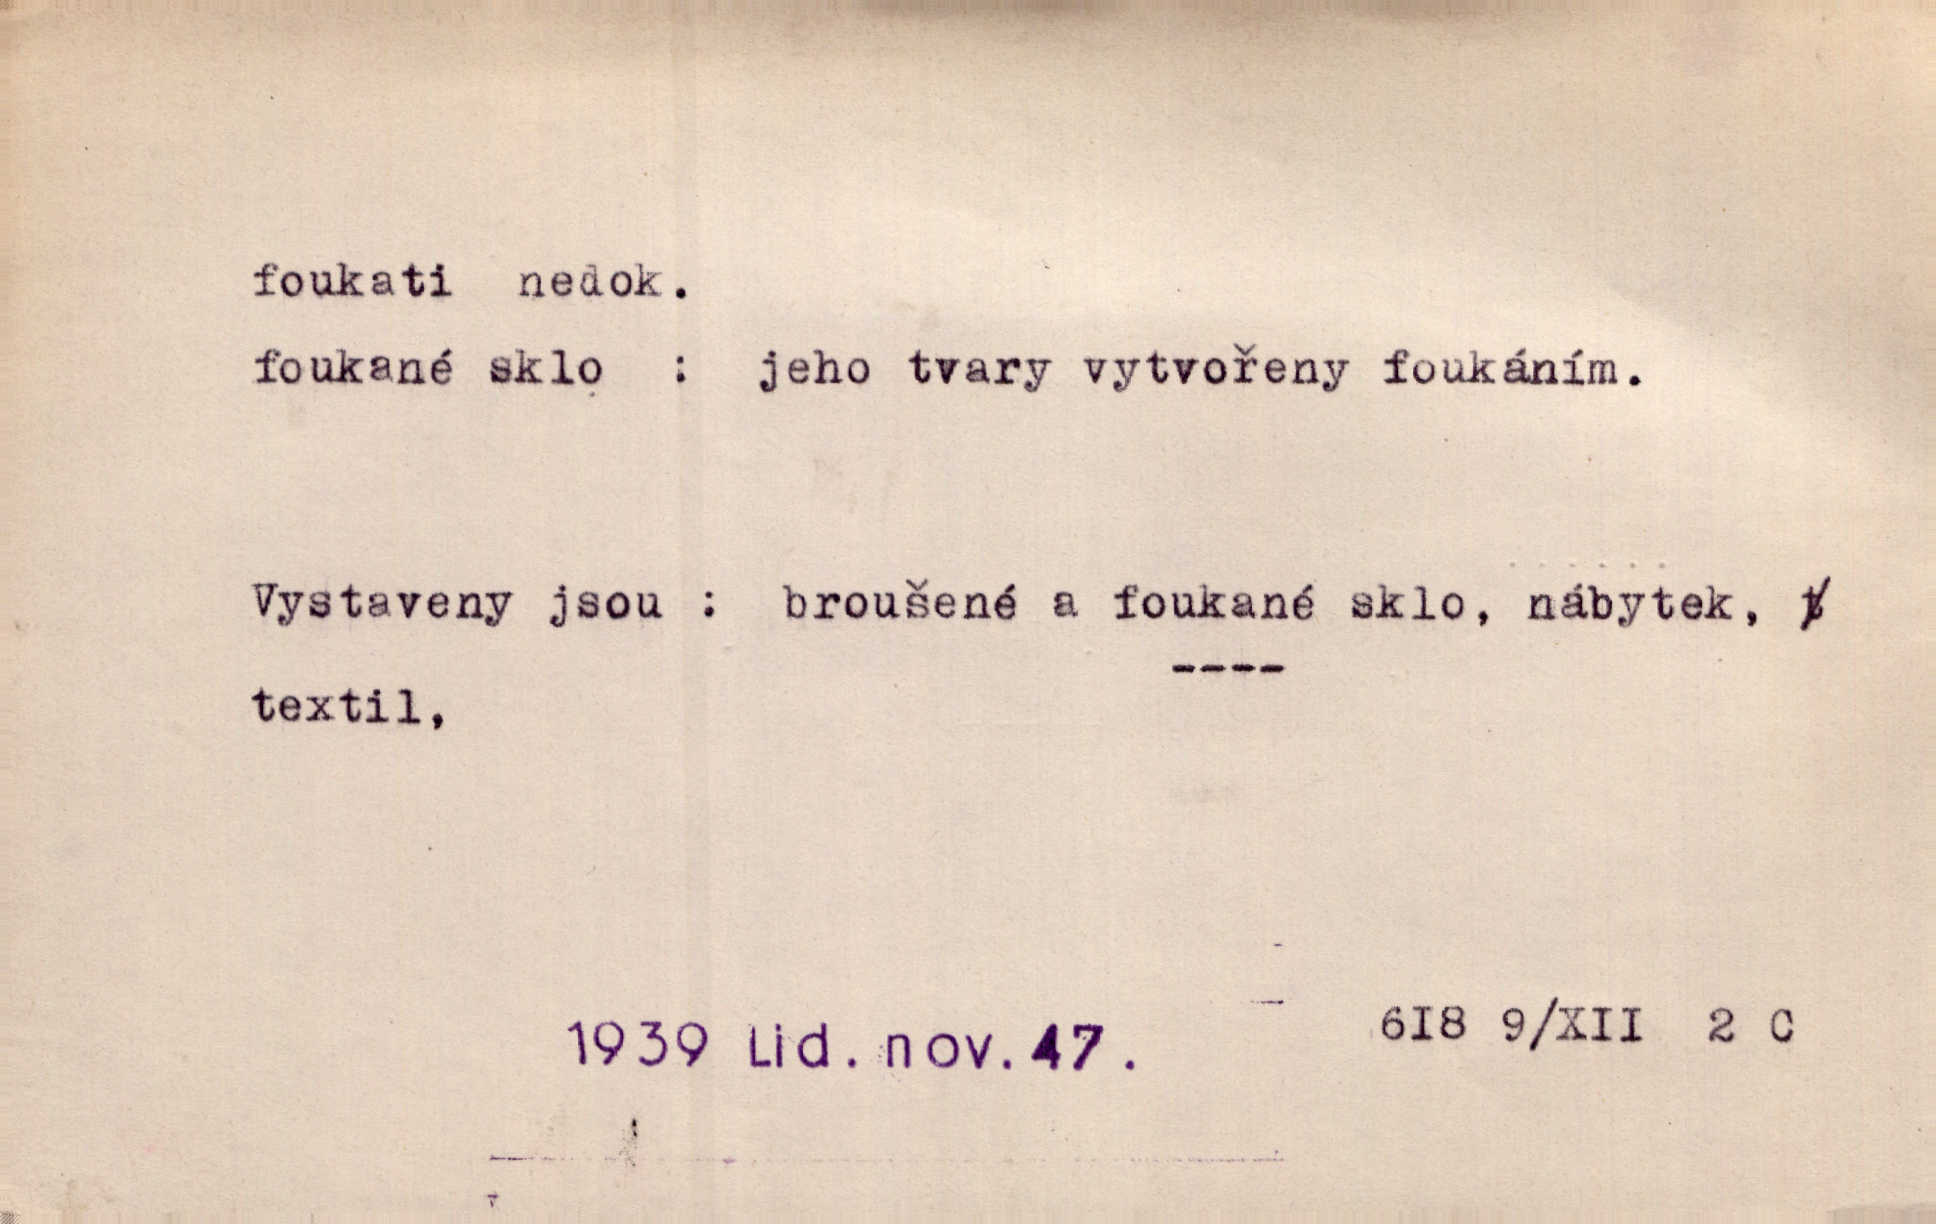 foukati nedok.
foukané sklo : jeho tvary vytvořeny foukáním.
Vystaveny jsou : broušené a foukané sklo, nábytek,
----
textil,
1939 Lid. nov. 47.
6I8 9/XII 2 C